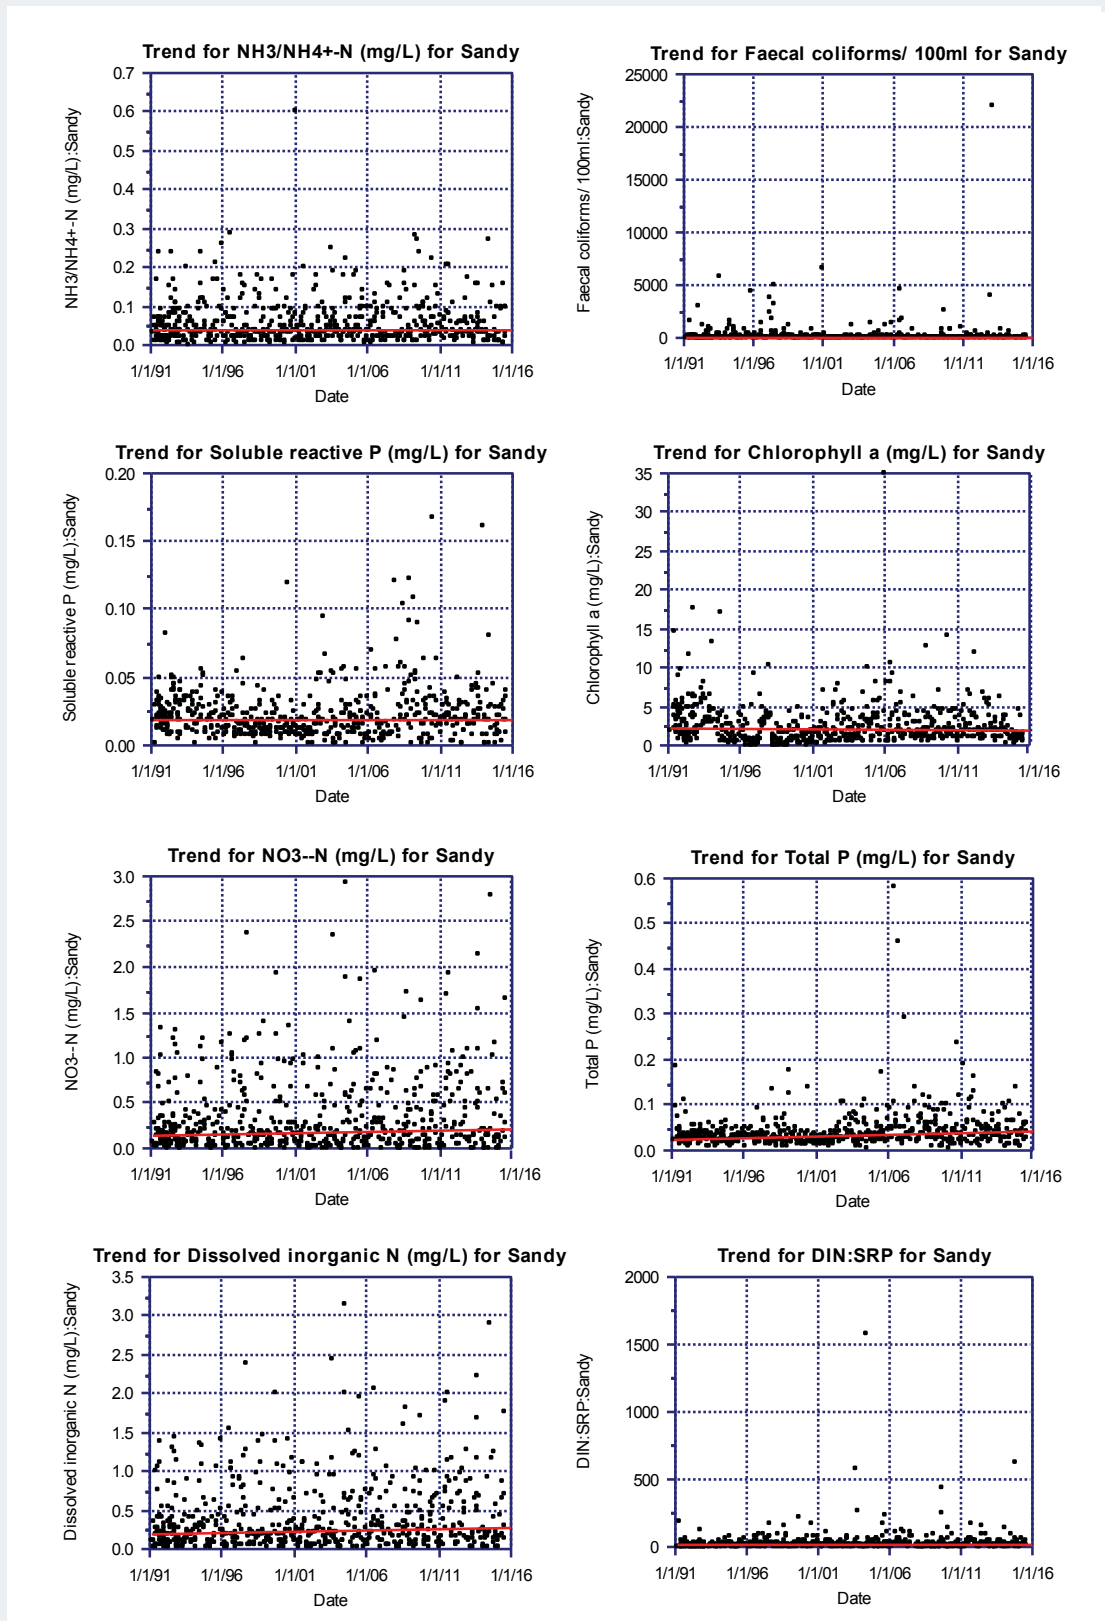 Trend for NH3/NH4+-N (mg/L) for Sandy
NH3/NH4+-N (mg/L):Sandy
0.7
0.6
0.5
0.4
0.3
0.2
0.1
0.0
1/1/91 1/1/96 1/1/01 1/1/06 1/1/11 1/1/16
Date
Trend for Faecal coliforms/ 100ml for Sandy
Faecal coliforms/ 100ml:Sandy
25000
20000
15000
10000
5000
0
1/1/91 1/1/96 1/1/01 1/1/06 1/1/11 1/1/16
Date
Trend for Soluble reactive P (mg/L) for Sandy
Soluble reactive P (mg/L):Sandy
0.20
0.15
0.10
0.05
0.00
1/1/91 1/1/96 1/1/01 1/1/06 1/1/11 1/1/16
Date
Trend for Chlorophyll a (mg/L) for Sandy
Chlorophyll a (mg/L):Sandy
35
30
25
20
15
10
5
0
1/1/91 1/1/96 1/1/01 1/1/06 1/1/11 1/1/16
Date
Trend for NO3--N (mg/L) for Sandy
NO3--N (mg/L):Sandy
3.0
2.5
2.0
1.5
1.0
0.5
0.0
1/1/91 1/1/96 1/1/01 1/1/06 1/1/11 1/1/16
Date
Trend for Total P (mg/L) for Sandy
Total P (mg/L):Sandy
0.6
0.5
0.4
0.3
0.2
0.1
0.0
1/1/91 1/1/96 1/1/01 1/1/06 1/1/11 1/1/16
Date
Trend for Dissolved inorganic N (mg/L) for Sandy
Dissolved inorganic N (mg/L):Sandy
3.5
3.0
2.5
2.0
1.5
1.0
0.5
0.0
1/1/91 1/1/96 1/1/01 1/1/06 1/1/11 1/1/16
Date
Trend for DIN:SRP for Sandy
DIN:SRP:Sandy
2000
1500
1000
500
0
1/1/91 1/1/96 1/1/01 1/1/06 1/1/11 1/1/16
Date